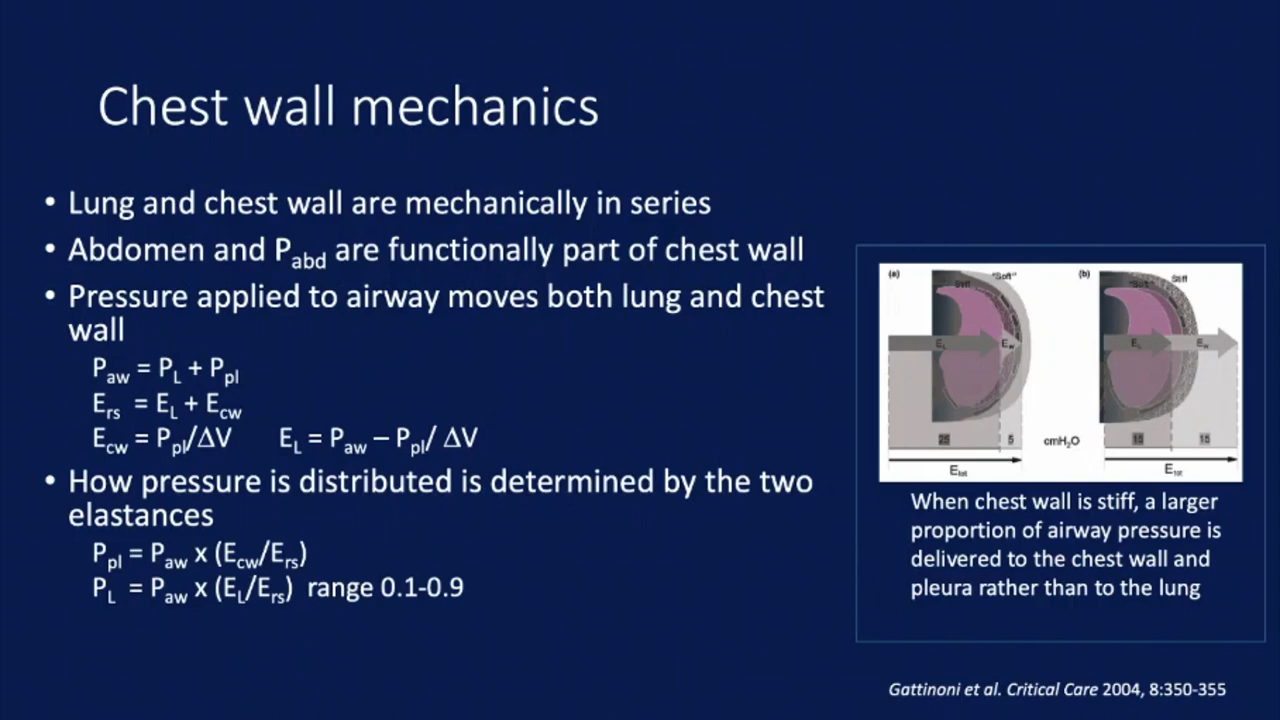 Chest wall mechanics
• Lung and chest wall are mechanically in series
• Abdomen and Pabd are functionally part of chest wall
• Pressure applied to airway moves both lung and chest
wall
Paw = PL + Ppl
Ers = EL + Ecw
Ecw = Ppl/ΔV EL = Paw – Ppl/ ΔV
• How pressure is distributed is determined by the two
elastances
Ppl = Paw x (Ecw/Ers)
PL = Paw x (EL/Ers) range 0.1-0.9
(a) Stiff "Soft" (b) "Soft" Stiff
EL Ew EL Ew
25 5 cmH2O 15 15
Etot Etot
When chest wall is stiff, a larger
proportion of airway pressure is
delivered to the chest wall and
pleura rather than to the lung
Gattinoni et al. Critical Care 2004, 8:350-355